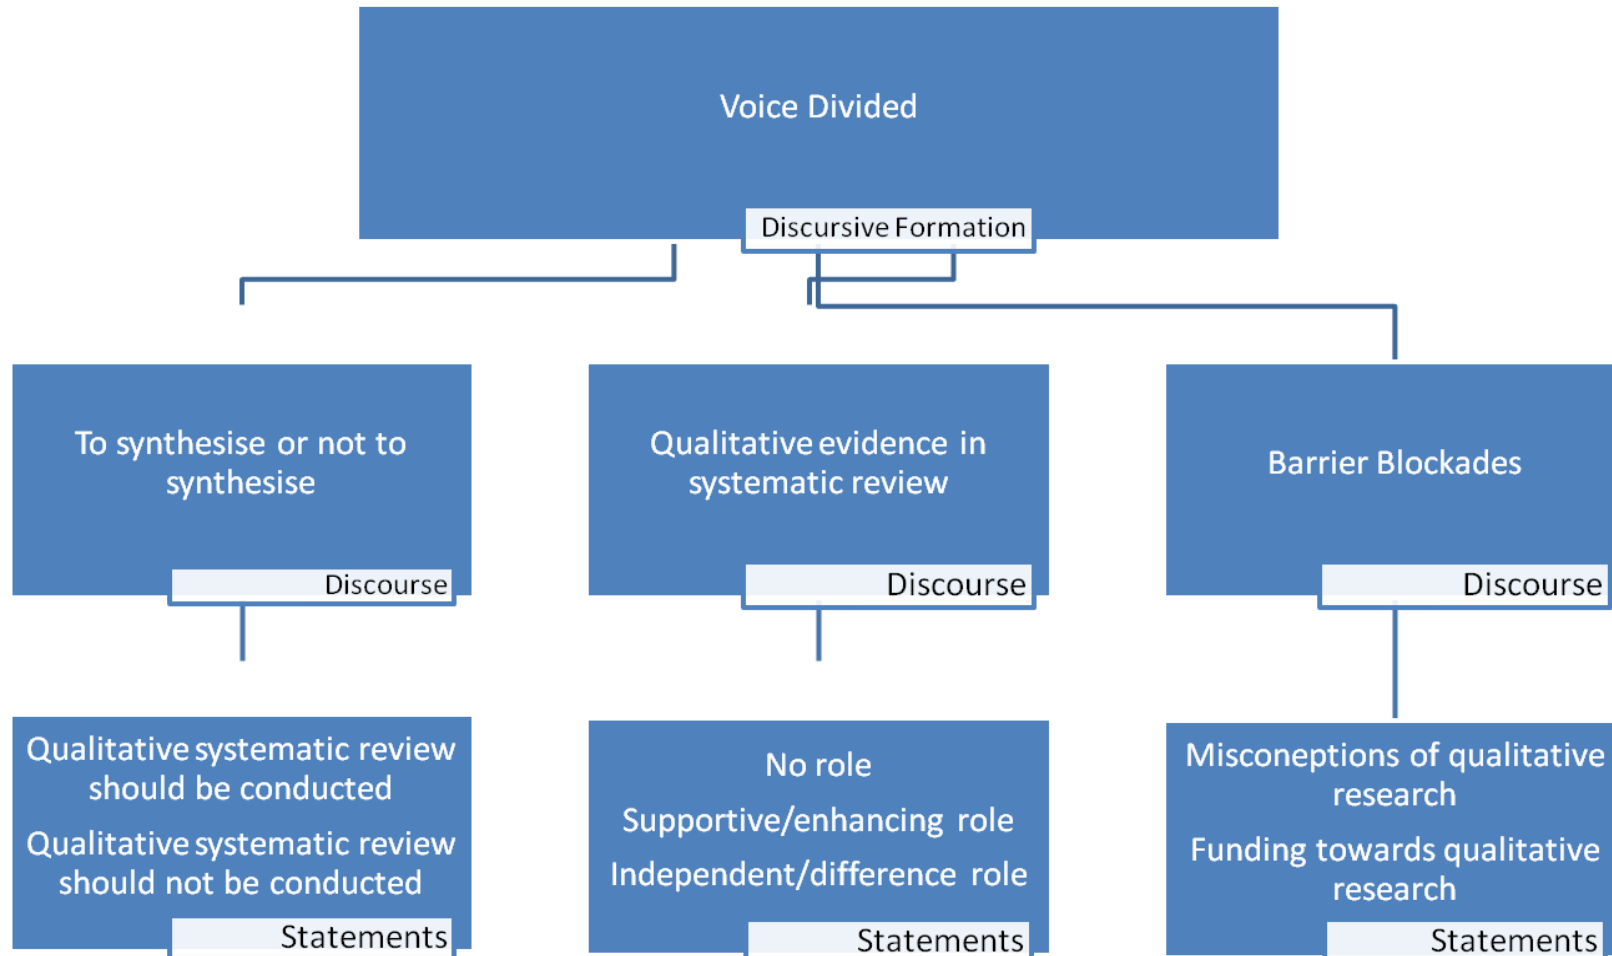 Voice Divided
Discursive Formation
To synthesise or not to
synthesise
Discourse
Qualitative evidence in
systematic review
Discourse
Barrier Blockades
Discourse
Qualitative systematic review
should be conducted
Qualitative systematic review
should not be conducted
Statements
No role
Supportive/enhancing role
Independent/difference role
Statements
Misconeptions of qualitative
research
Funding towards qualitative
research
Statements